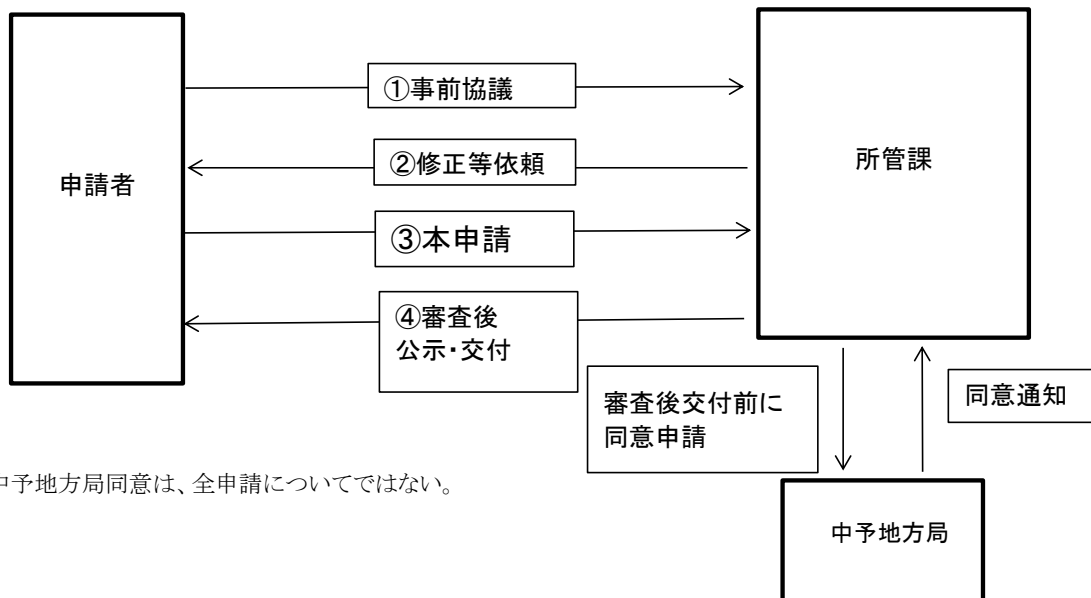 ①事前協議
②修正等依頼
所管課
申請者
③本申請
④審査後
公示・交付
審査後交付前に
同意申請
同意通知
中予地方局同意は、全申請についてではない。
中予地方局